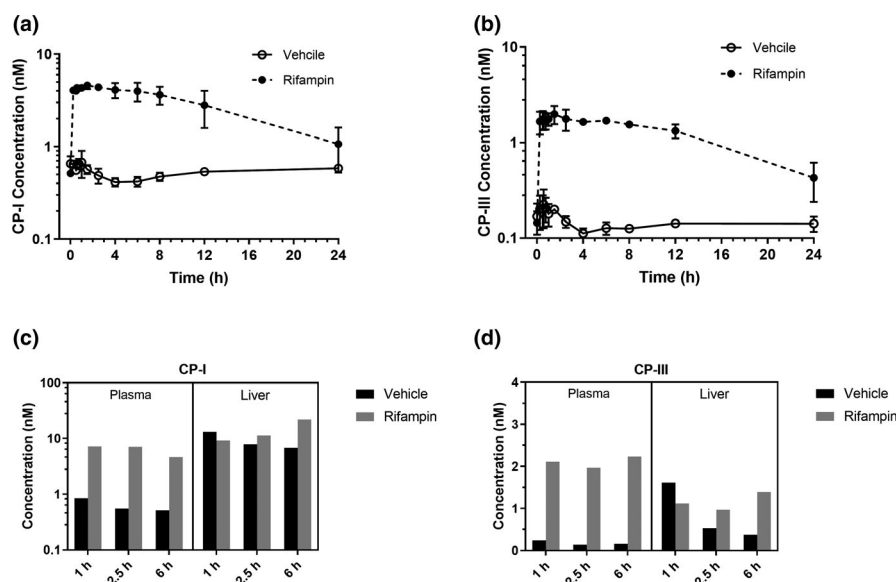 (a)
CP-I Concentration (nM)
10
1
0.1
0 4 8 12 16 20 24
Time (h)
Vehcile
Rifampin
(b)
CP-III Concentration (nM)
10
1
0.1
0 4 8 12 16 20 24
Time (h)
Vehcile
Rifampin
(c)
CP-I
Plasma Liver
Concentration (nM)
100
10
1
0.1
1 h 2.5 h 6 h 1 h 2.5 h 6 h
Vehicle
Rifampin
(d)
CP-III
Plasma Liver
Concentration (nM)
4
3
2
1
0
1 h 2.5 h 6 h 1 h 2.5 h 6 h
Vehicle
Rifampin